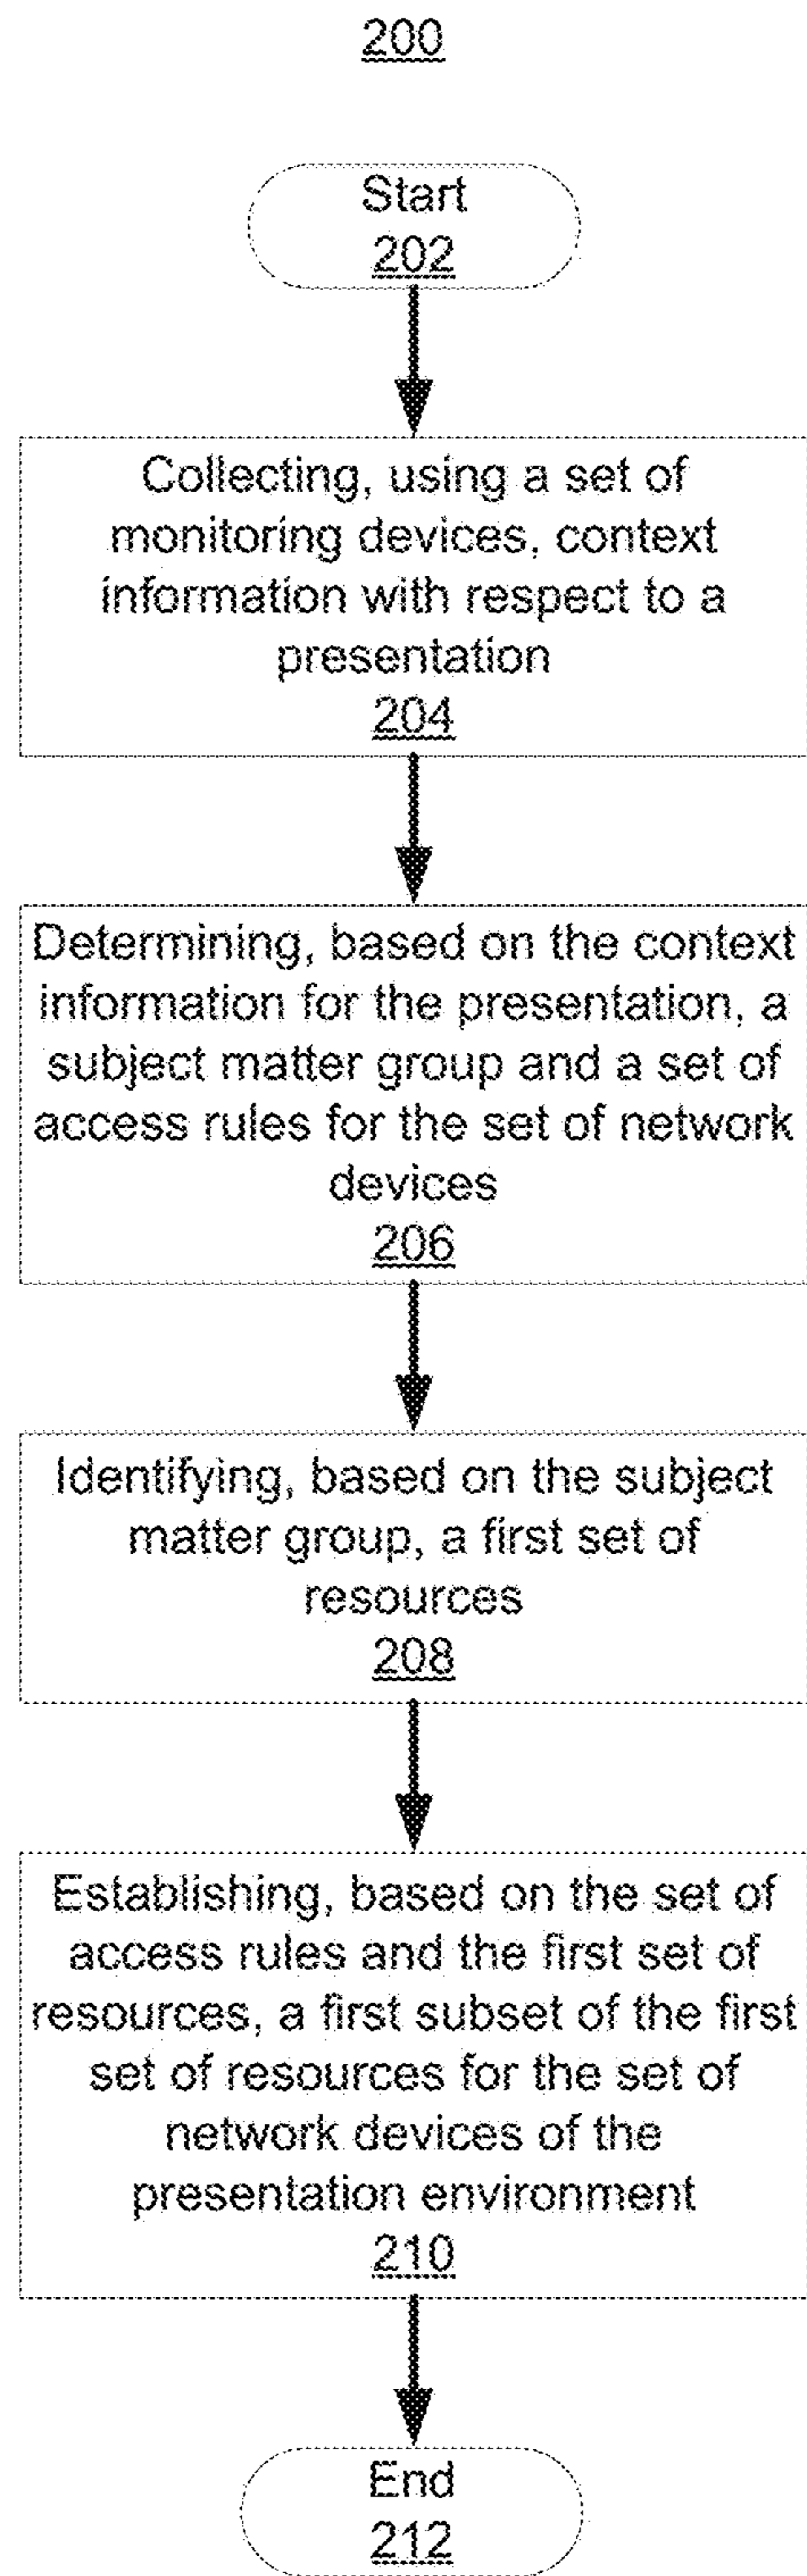 200
Start
202
Collecting, using a set of
monitoring devices, context
information with respect to a
presentation
204
Determining, based on the context
information for the presentation, a
subject matter group and a set of
access rules for the set of network
devices
206
Identifying, based on the subject
matter group, a first set of
resources
208
Establishing, based on the set of
access rules and the first set of
resources, a first subset of the first
set of resources for the set of
network devices of the
presentation environment
210
End
212